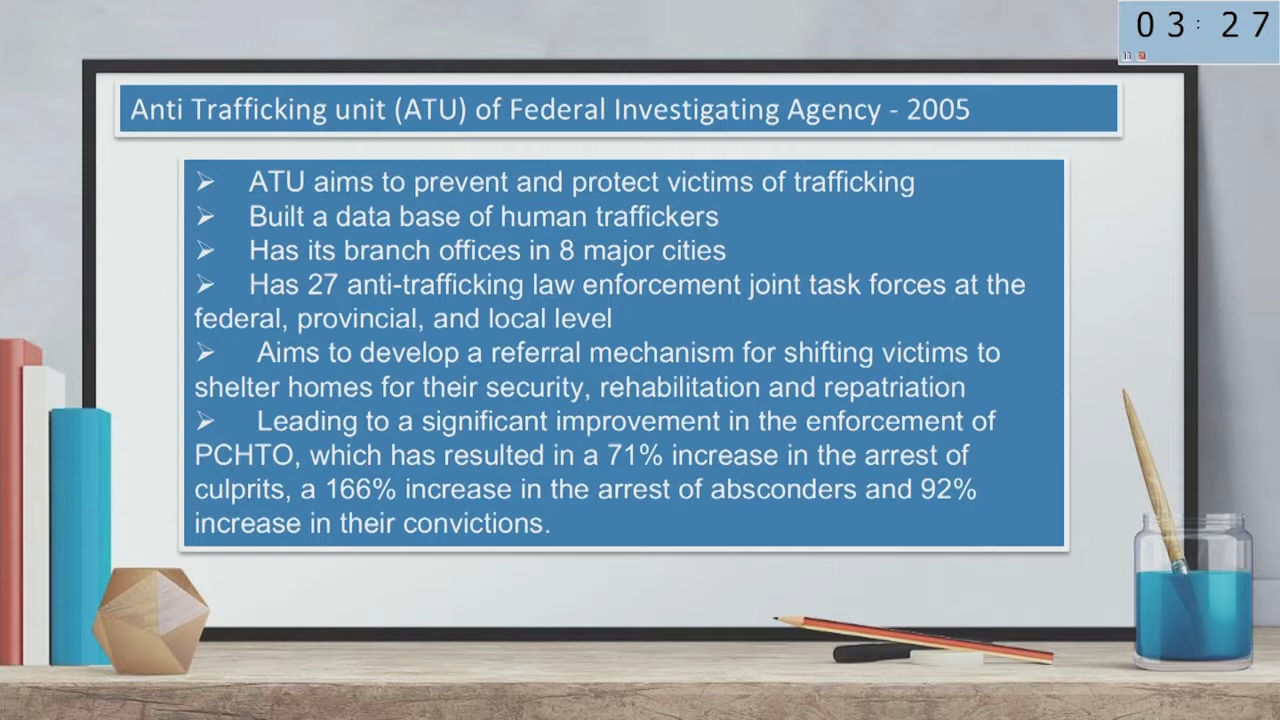 03:27
Anti Trafficking unit (ATU) of Federal Investigating Agency - 2005
➢ ATU aims to prevent and protect victims of trafficking
➢ Built a data base of human traffickers
➢ Has its branch offices in 8 major cities
➢ Has 27 anti-trafficking law enforcement joint task forces at the
federal, provincial, and local level
➢ Aims to develop a referral mechanism for shifting victims to
shelter homes for their security, rehabilitation and repatriation
➢ Leading to a significant improvement in the enforcement of
PCHTO, which has resulted in a 71% increase in the arrest of
culprits, a 166% increase in the arrest of absconders and 92%
increase in their convictions.